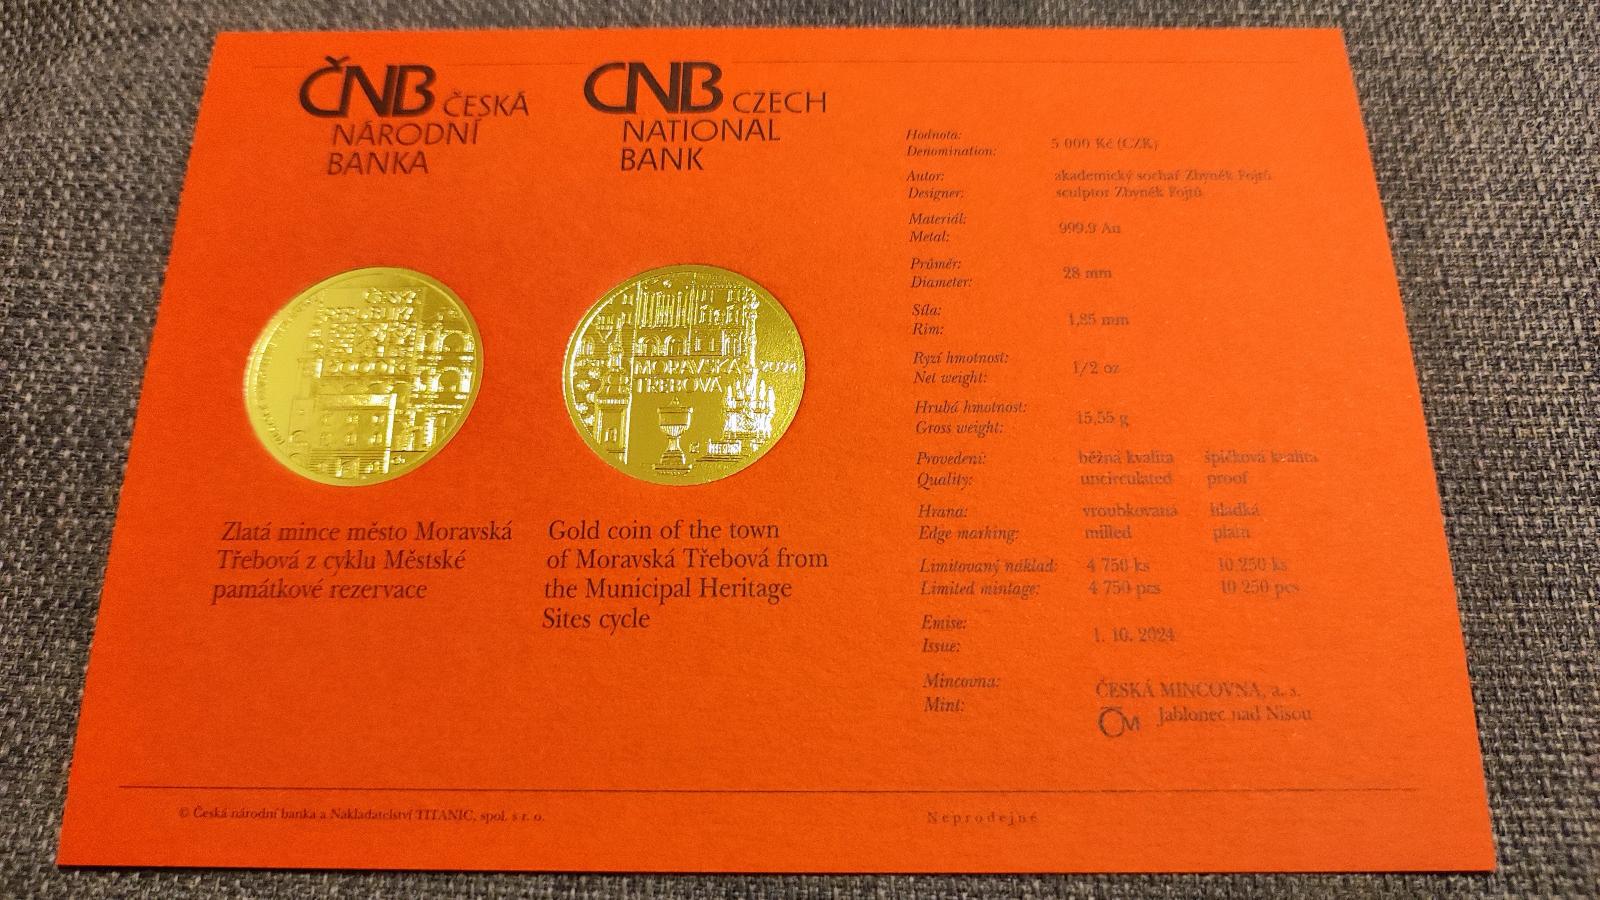 ČNB ČESKÁ
NÁRODNÍ
BANKA
CNB CZECH
NATIONAL
BANK
MORAVSKÁ 2024
TŘEBOVÁ
Zlatá mince město Moravská
Třebová z cyklu Městské
památkové rezervace
Gold coin of the town
of Moravská Třebová from
the Municipal Heritage
Sites cycle
Hodnota:
Denomination:
5 000 Kč (CZK)
Autor: akademický sochař Zbyněk Fojtů
Designer: sculptor Zbyněk Fojtů
Materiál:
Metal:
999.9 Au
Průměr:
Diameter:
28 mm
Síla:
Rim:
1,85 mm
Ryzí hmotnost:
Net weight:
1/2 oz
Hrubá hmotnost:
Gross weight:
15,55 g
Provedení: běžná kvalita špičková kvalita
Quality: uncirculated proof
Hrana: vroubkovaná hladká
Edge marking: milled plain
Limitovaný náklad: 4 750 ks 10 250 ks
Limited mintage: 4 750 pcs 10 250 pcs
Emise:
Issue:
1. 10. 2024
Mincovna:
Mint:
ČESKÁ MINCOVNA, a. s.
ČM Jablonec nad Nisou
© Česká národní banka a Nakladatelství TITANIC, spol. s r. o.
Neprodejné